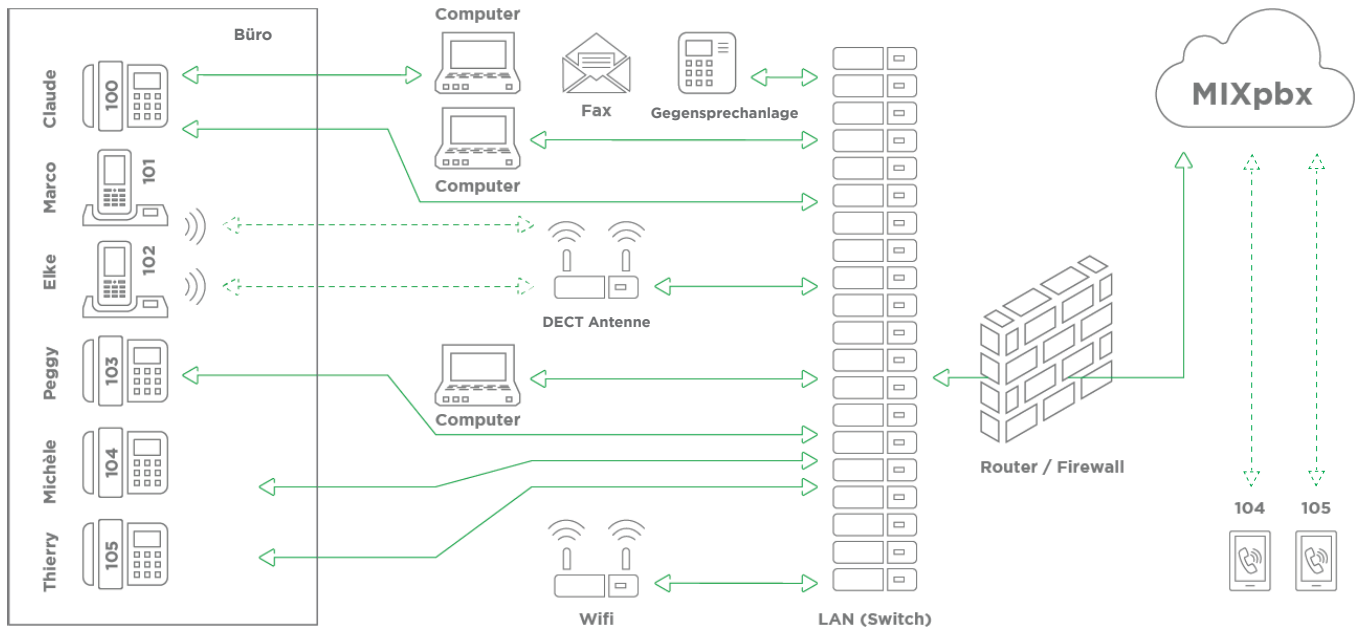 Büro
Claude
100
Marco
101
Elke
102
Peggy
103
Michèle
104
Thierry
105
Computer
Fax
Gegensprechanlage
Computer
DECT Antenne
Computer
Wifi
LAN (Switch)
Router / Firewall
MIXpbx
104
105